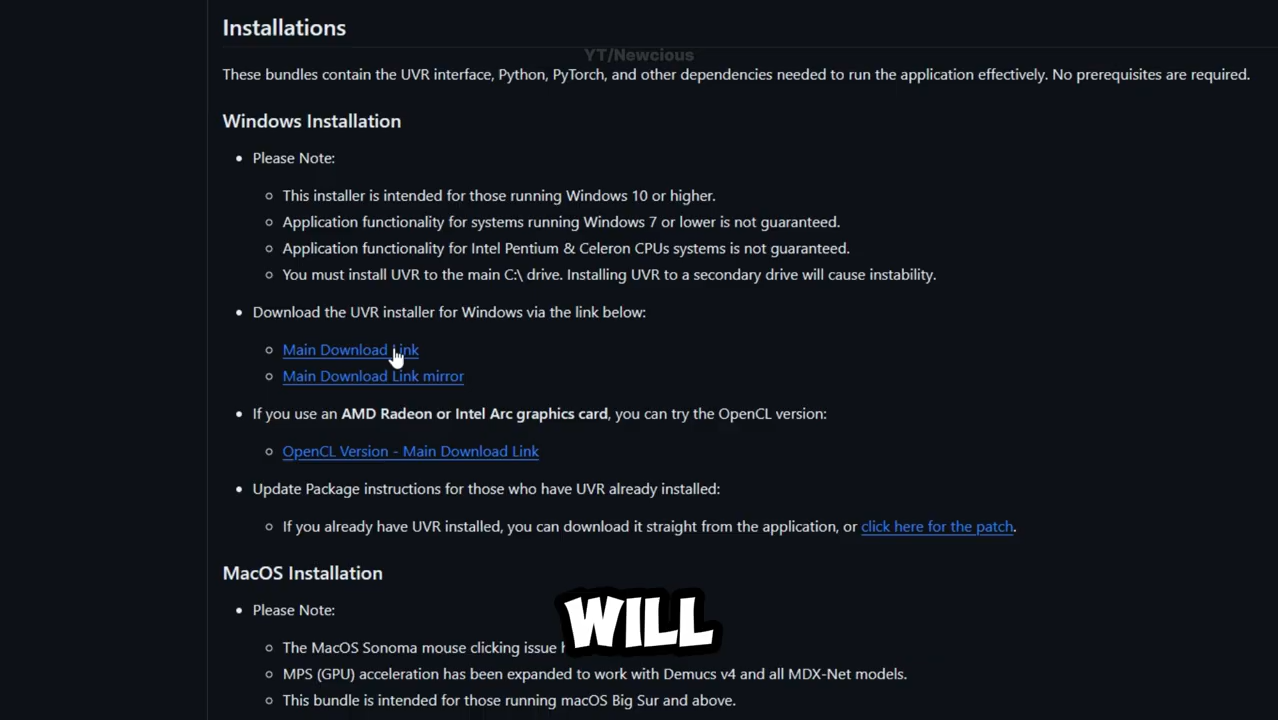 Installations
YT/Newcious
These bundles contain the UVR interface, Python, PyTorch, and other dependencies needed to run the application effectively. No prerequisites are required.
Windows Installation
Please Note:
This installer is intended for those running Windows 10 or higher.
Application functionality for systems running Windows 7 or lower is not guaranteed.
Application functionality for Intel Pentium & Celeron CPUs systems is not guaranteed.
You must install UVR to the main C:\ drive. Installing UVR to a secondary drive will cause instability.
Download the UVR installer for Windows via the link below:
Main Download Link
Main Download Link mirror
If you use an AMD Radeon or Intel Arc graphics card, you can try the OpenCL version:
OpenCL Version - Main Download Link
Update Package instructions for those who have UVR already installed:
If you already have UVR installed, you can download it straight from the application, or click here for the patch.
MacOS Installation
Please Note:
WILL
The MacOS Sonoma mouse clicking issue
MPS (GPU) acceleration has been expanded to work with Demucs v4 and all MDX-Net models.
This bundle is intended for those running macOS Big Sur and above.